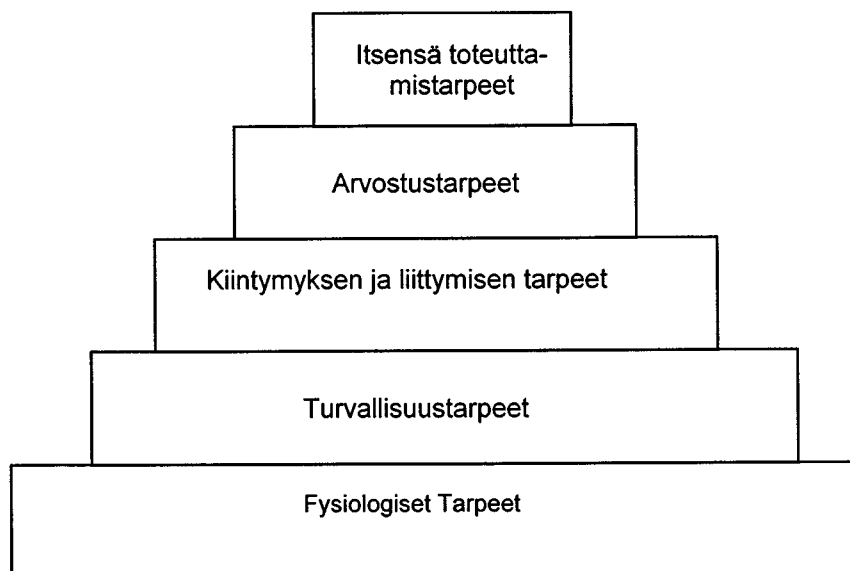 Itsensä toteutta-
mistarpeet
Arvostustarpeet
Kiintymyksen ja liittymisen tarpeet
Turvallisuustarpeet
Fysiologiset Tarpeet